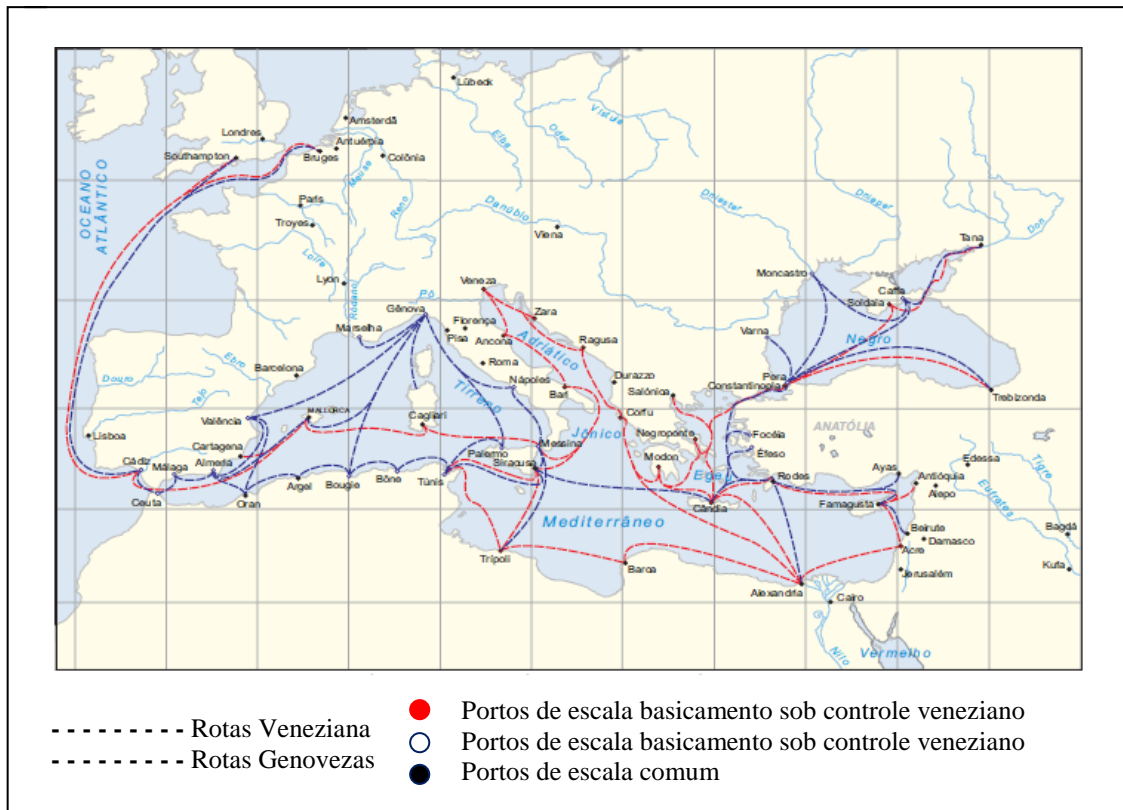 Lübeck
Amsterdã
Londres
Antuérpia
Southampton
Bruges
Colônia
OCEANO
ATLÂNTICO
Elba
Oder
Meuse
Reno
Paris
Troyes
Loire
Danúbio
Viena
Dniester
Dnieper
Don
Tana
Lyon
Ródano
Pó
Veneza
Moncastro
Caffa
Soldaia
Gênova
Marselha
Florença
Pisa
Zara
Ancona
Adriático
Ragusa
Varna
Negro
Roma
Ebro
Barcelona
Douro
Tejo
Tirreno
Nápoles
Bari
Durazzo
Salônica
Pera
Constantinopla
Trebizonda
Valência
MALLORCA
Cagliari
Corfu
Lisboa
Jônico
Negroponte
Focéia
ANATÓLIA
Cartagena
Messina
Palermo
Modon
Éfeso
Edessa
Tigre
Cádiz
Málaga
Almeria
Siracusa
Egeu
Rodes
Ayas
Antióquia
Alepo
Eufrates
Argel
Bougie
Bône
Túnis
Ceuta
Oran
Cândia
Famagusta
Mediterrâneo
Beirute
Damasco
Bagdá
Trípoli
Acre
Barca
Jerusalém
Kufa
Alexandria
Cairo
Nilo
Vermelho
Rotas Veneziana
Rotas Genovezas
Portos de escala basicamento sob controle veneziano
Portos de escala basicamento sob controle veneziano
Portos de escala comum